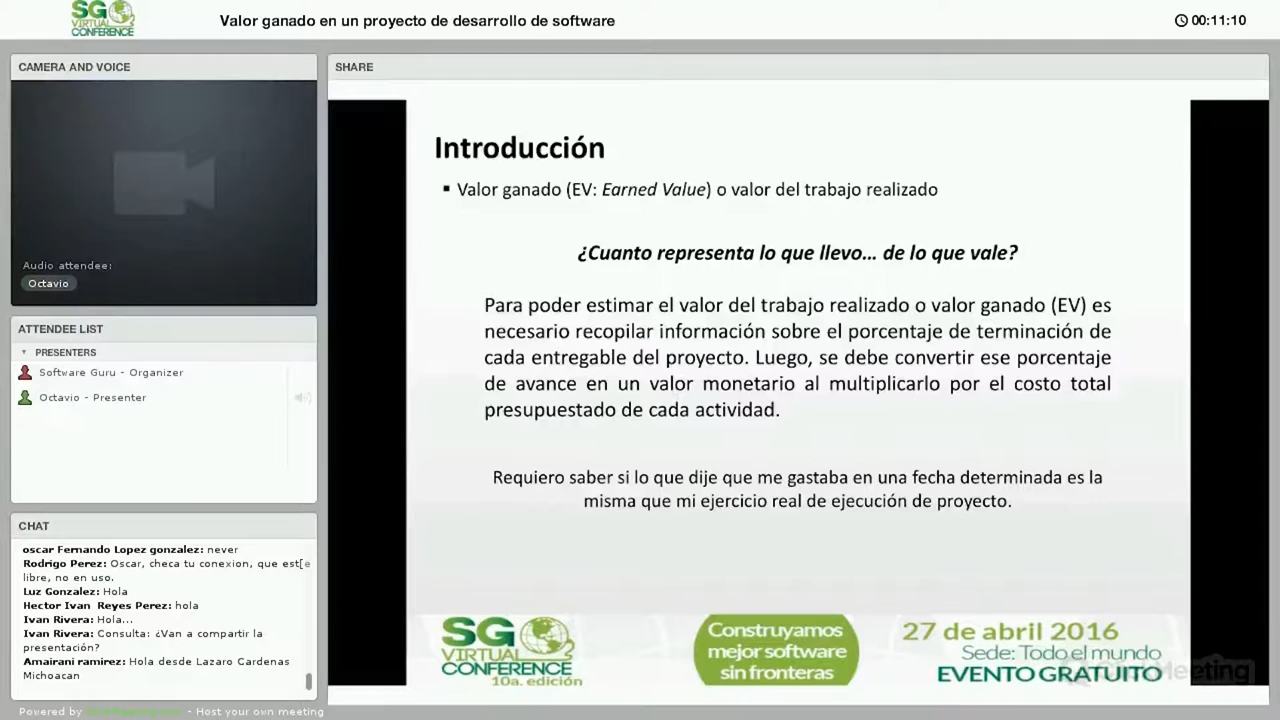 SG
VIRTUAL
CONFERENCE
Valor ganado en un proyecto de desarrollo de software
00:11:10
CAMERA AND VOICE
Audio attendee:
Octavio
ATTENDEE LIST
PRESENTERS
Software Guru - Organizer
Octavio - Presenter
CHAT
oscar Fernando Lopez gonzalez: never
Rodrigo Perez: Oscar, checa tu conexion, que est[e
libre, no en uso.
Luz Gonzalez: Hola
Hector Ivan Reyes Perez: hola
Ivan Rivera: Hola...
Ivan Rivera: Consulta: ¿Van a compartir la
presentación?
Amairani ramirez: Hola desde Lazaro Cardenas
Michoacan
Powered by - Host your own meeting
SHARE
Introducción
▪ Valor ganado (EV: Earned Value) o valor del trabajo realizado
¿Cuanto representa lo que llevo... de lo que vale?
Para poder estimar el valor del trabajo realizado o valor ganado (EV) es
necesario recopilar información sobre el porcentaje de terminación de
cada entregable del proyecto. Luego, se debe convertir ese porcentaje
de avance en un valor monetario al multiplicarlo por el costo total
presupuestado de cada actividad.
Requiero saber si lo que dije que me gastaba en una fecha determinada es la
misma que mi ejercicio real de ejecución de proyecto.
SG
VIRTUAL
CONFERENCE
10a. edición
Construyamos
mejor software
sin fronteras
27 de abril 2016
Sede: Todo el mundo
EVENTO GRATUITO